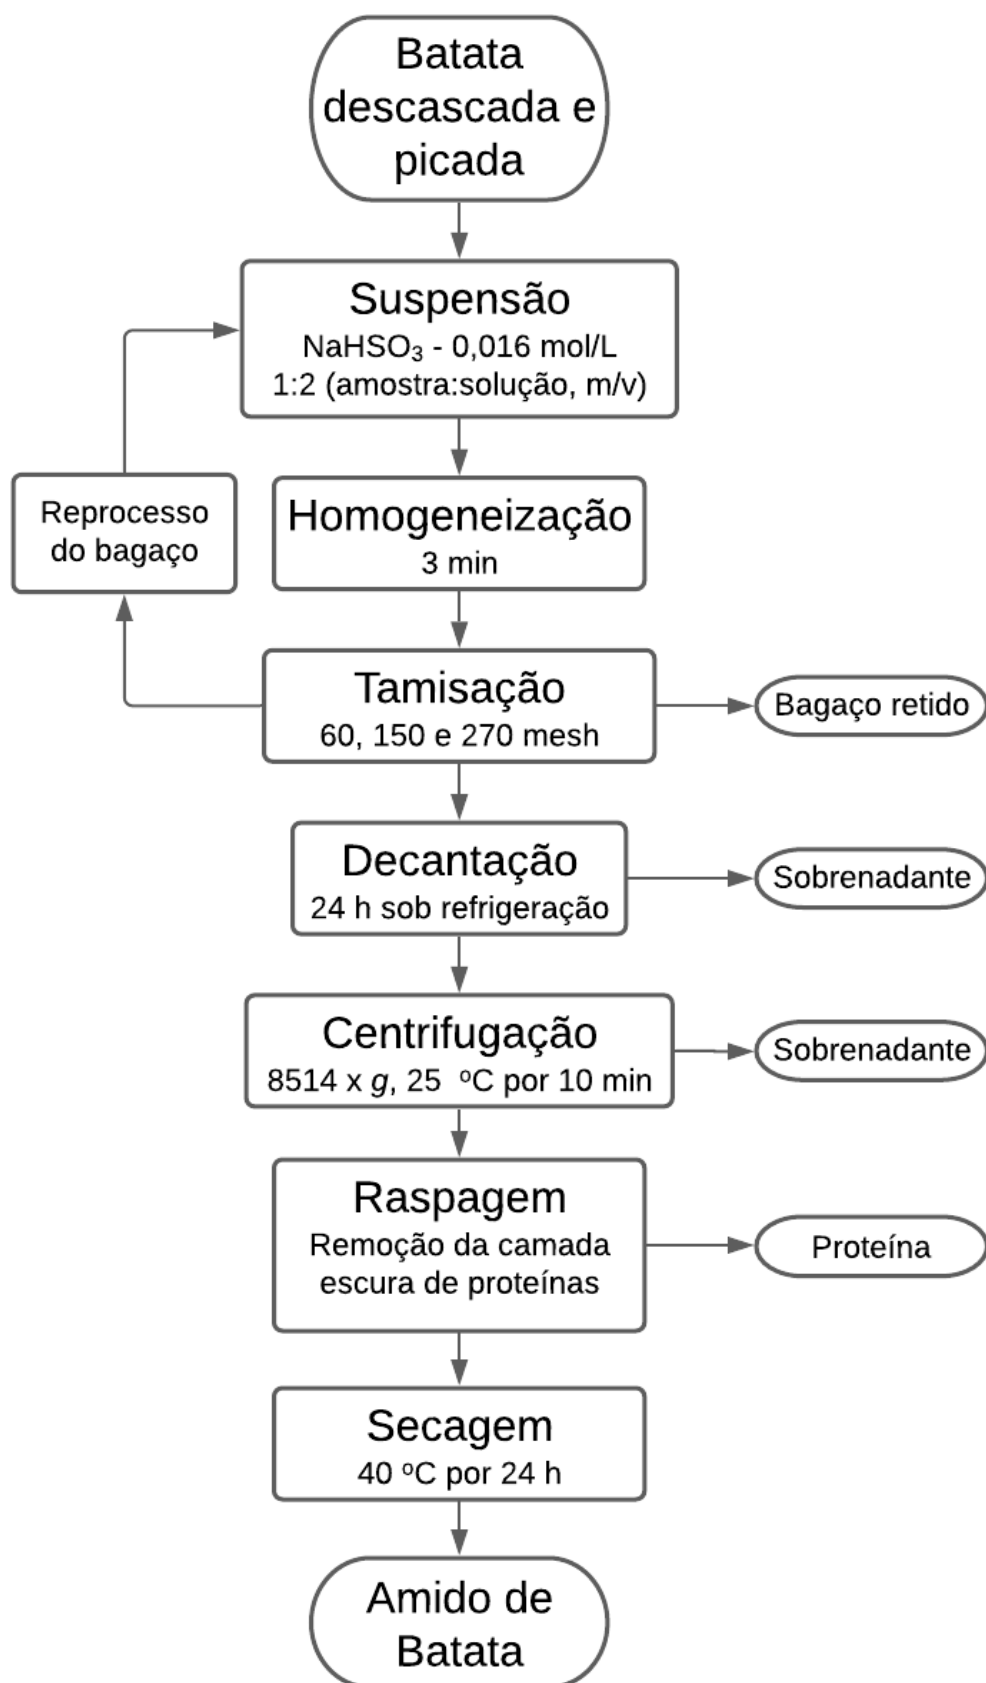 Batata
descascada e
picada
Suspensão
NaHSO₃ - 0,016 mol/L
1:2 (amostra:solução, m/v)
Reprocesso
do bagaço
Homogeneização
3 min
Tamisação
60, 150 e 270 mesh
Bagaço retido
Decantação
24 h sob refrigeração
Sobrenadante
Centrifugação
8514 x g, 25 ºC por 10 min
Sobrenadante
Raspagem
Remoção da camada
escura de proteínas
Proteína
Secagem
40 ºC por 24 h
Amido de
Batata